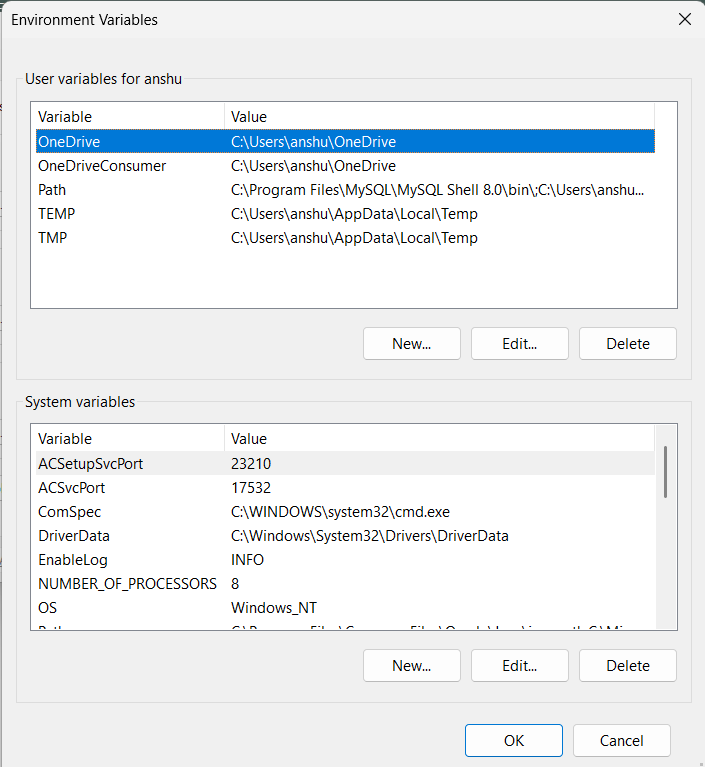 Environment Variables
User variables for anshu
Variable Value
OneDrive C:\Users\anshu\OneDrive
OneDriveConsumer C:\Users\anshu\OneDrive
Path C:\Program Files\MySQL\MySQL Shell 8.0\bin\;C:\Users\anshu...
TEMP C:\Users\anshu\AppData\Local\Temp
TMP C:\Users\anshu\AppData\Local\Temp
New... Edit... Delete
System variables
Variable Value
ACSetupSvcPort 23210
ACSvcPort 17532
ComSpec C:\WINDOWS\system32\cmd.exe
DriverData C:\Windows\System32\Drivers\DriverData
EnableLog INFO
NUMBER_OF_PROCESSORS 8
OS Windows_NT
New... Edit... Delete
OK Cancel